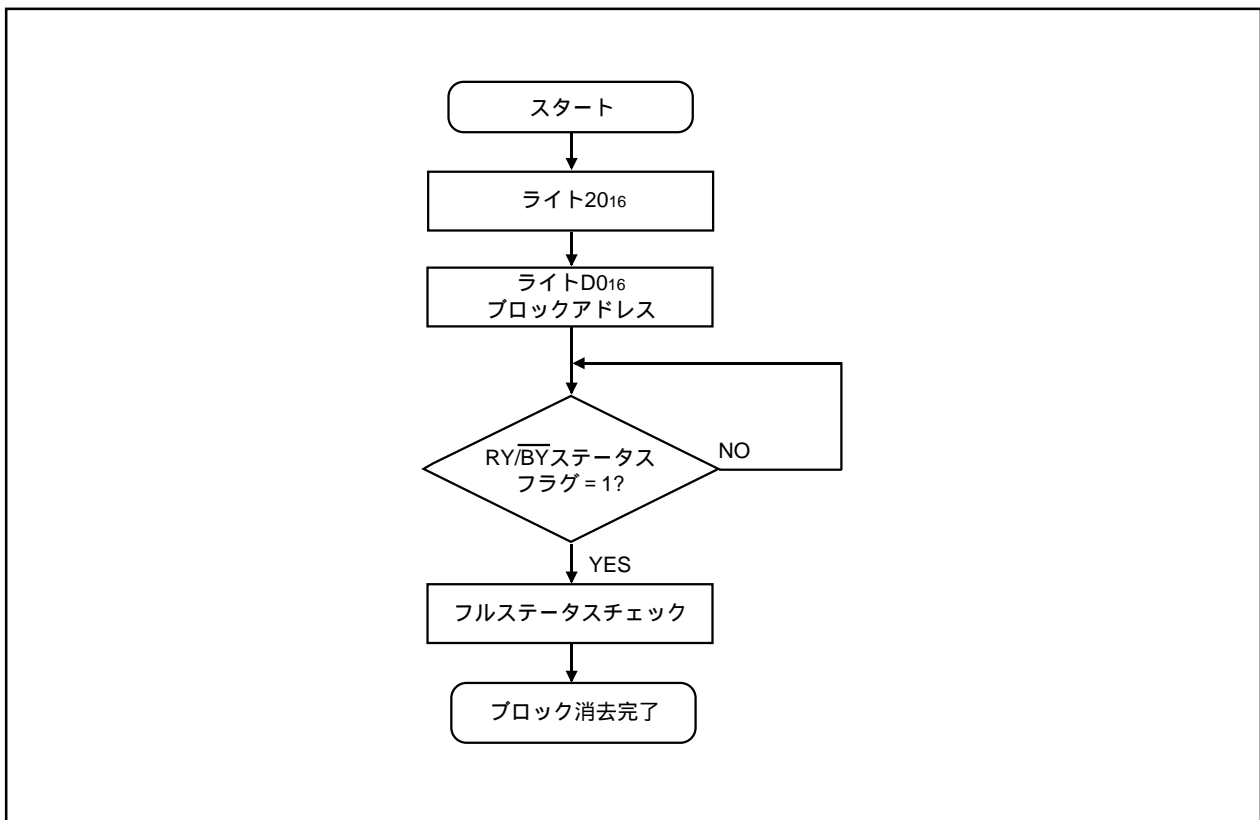 スタート
ライト20₁₆
ライトD0₁₆
ブロックアドレス
RY/B̅Y̅ステータス
フラグ = 1?
NO
YES
フルステータスチェック
ブロック消去完了